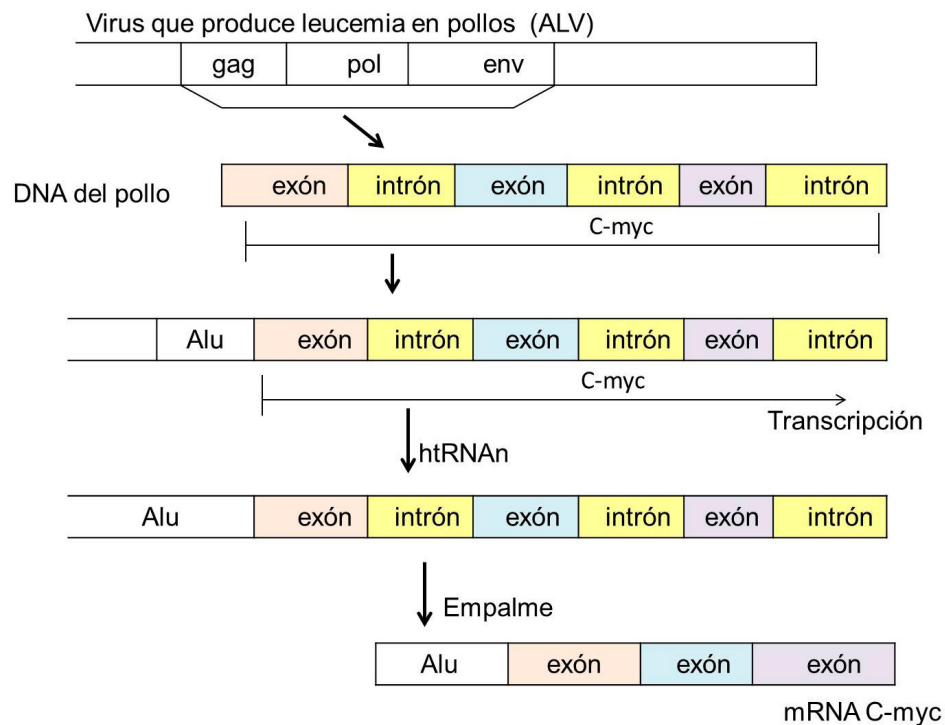 Virus que produce leucemia en pollos (ALV)
gag pol env
DNA del pollo
exón intrón exón intrón exón intrón
C-myc
Alu exón intrón exón intrón exón intrón
C-myc
Transcripción
htRNAn
Alu exón intrón exón intrón exón intrón
Empalme
Alu exón exón exón
mRNA C-myc